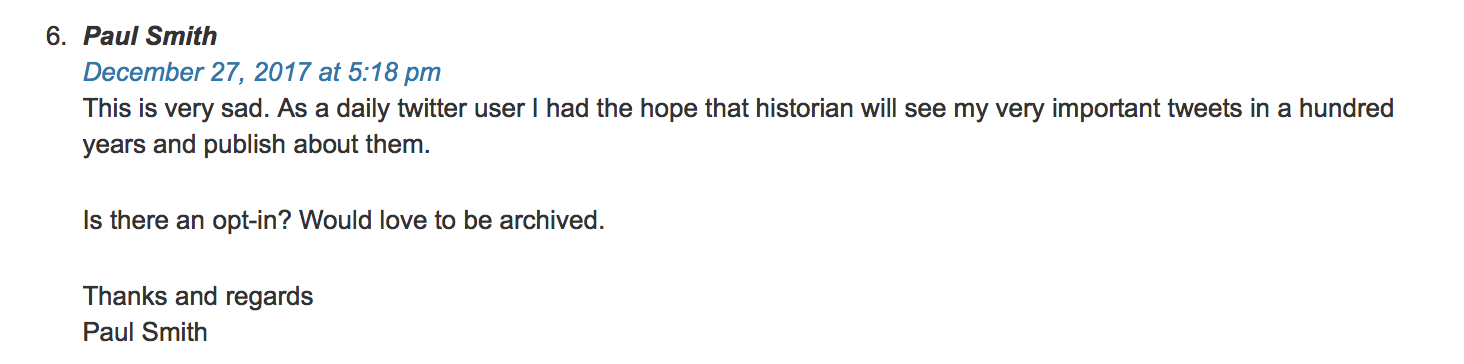 6. Paul Smith
December 27, 2017 at 5:18 pm
This is very sad. As a daily twitter user I had the hope that historian will see my very important tweets in a hundred
years and publish about them.
Is there an opt-in? Would love to be archived.
Thanks and regards
Paul Smith